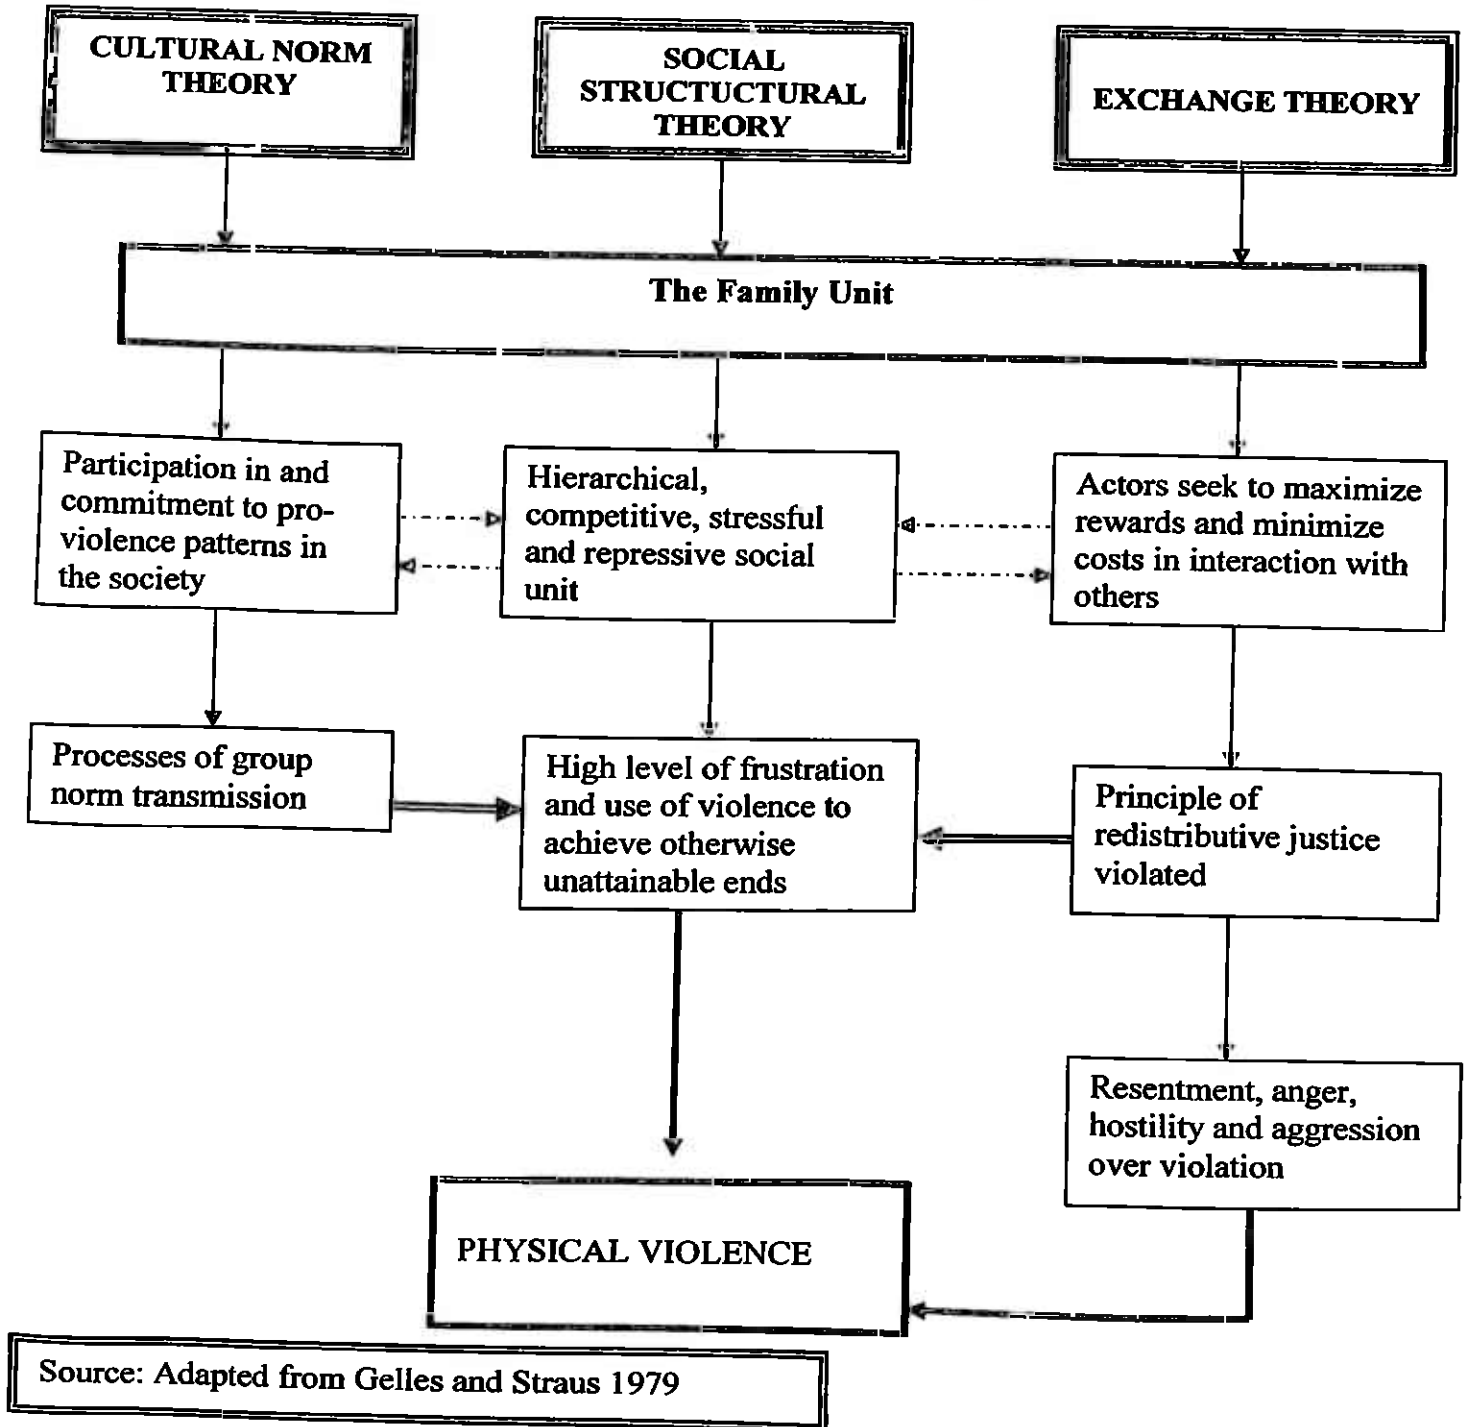 CULTURAL NORM
THEORY
SOCIAL
STRUCTUCTURAL
THEORY
EXCHANGE THEORY
The Family Unit
Participation in and
commitment to pro-
violence patterns in
the society
Hierarchical,
competitive, stressful
and repressive social
unit
Actors seek to maximize
rewards and minimize
costs in interaction with
others
Processes of group
norm transmission
High level of frustration
and use of violence to
achieve otherwise
unattainable ends
Principle of
redistributive justice
violated
Resentment, anger,
hostility and aggression
over violation
PHYSICAL VIOLENCE
Source: Adapted from Gelles and Straus 1979